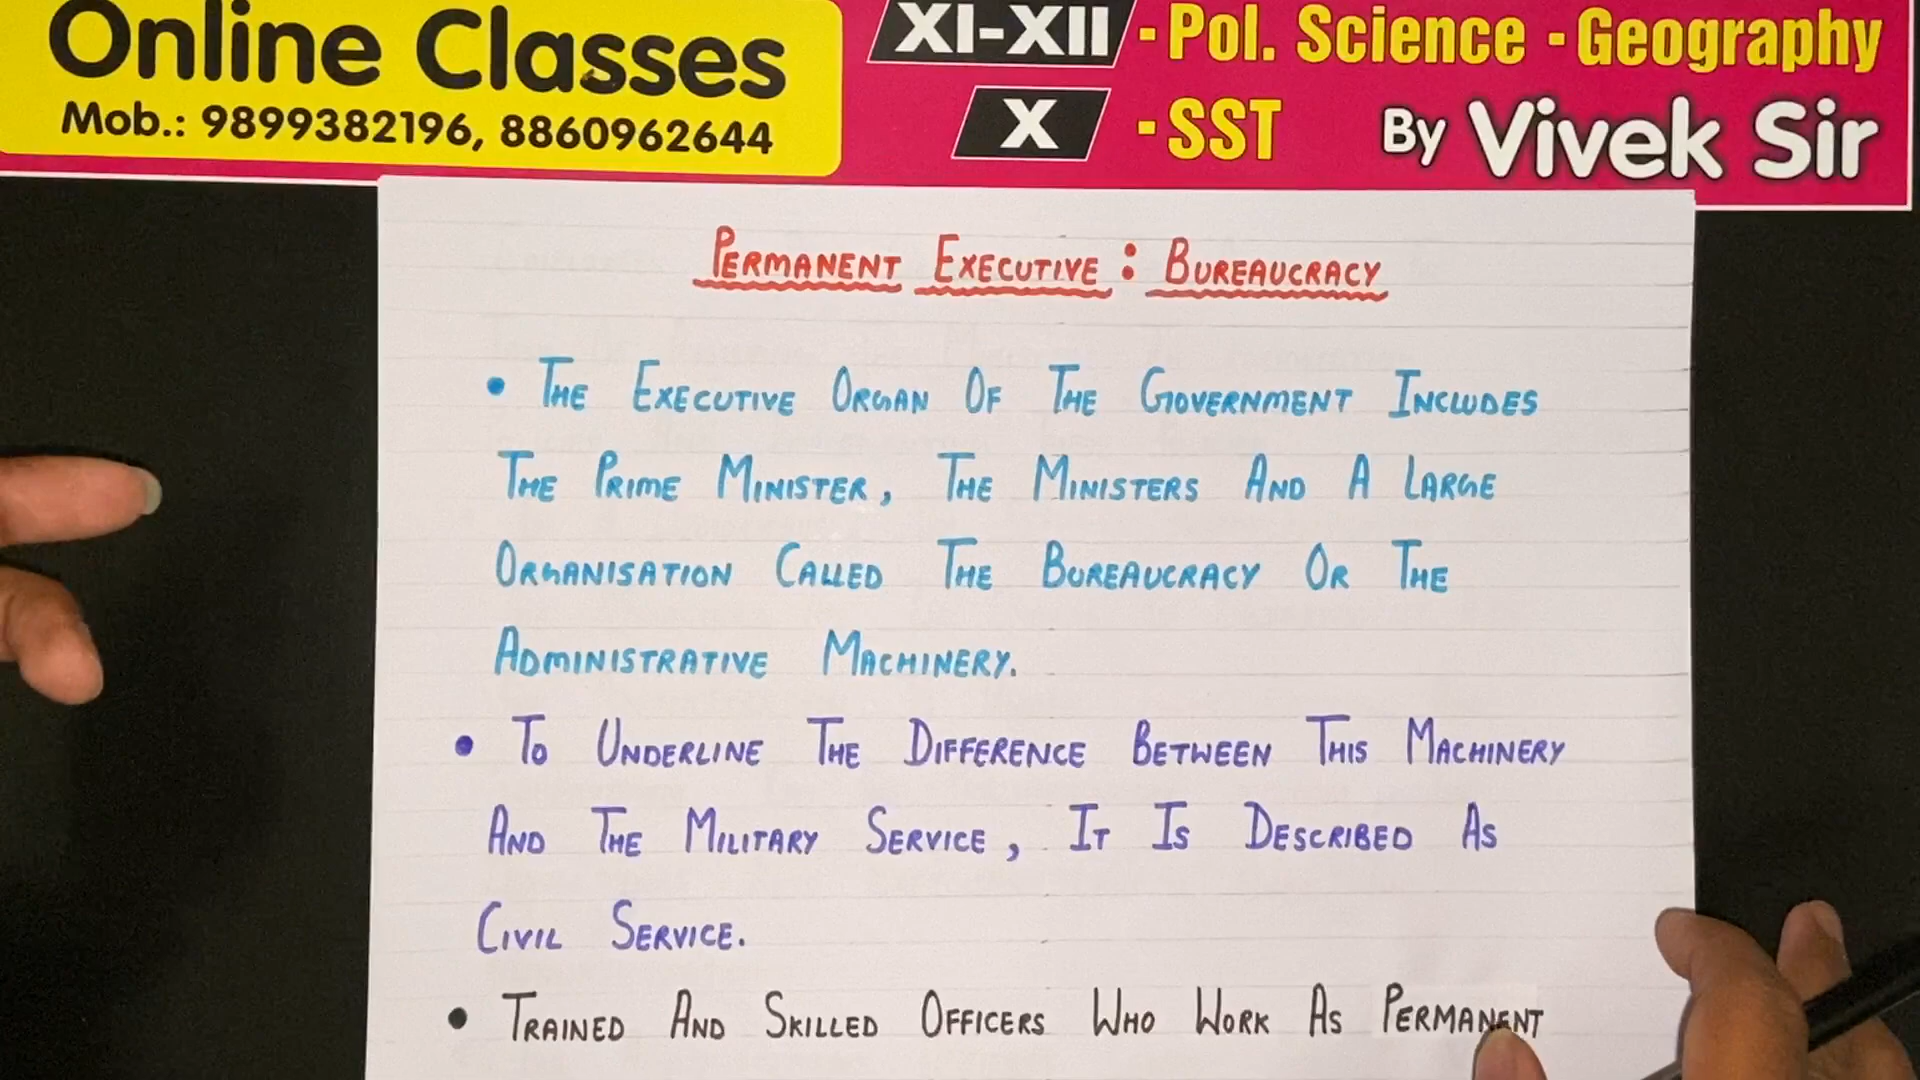 Online Classes
Mob.: 9899382196, 8860962644
XI-XII - Pol. Science - Geography
X - SST By Vivek Sir
PERMANENT EXECUTIVE : BUREAUCRACY
• THE EXECUTIVE ORGAN OF THE GOVERNMENT INCLUDES
THE PRIME MINISTER, THE MINISTERS AND A LARGE
ORGANISATION CALLED THE BUREAUCRACY OR THE
ADMINISTRATIVE MACHINERY.
• TO UNDERLINE THE DIFFERENCE BETWEEN THIS MACHINERY
AND THE MILITARY SERVICE, IT IS DESCRIBED AS
CIVIL SERVICE.
• TRAINED AND SKILLED OFFICERS WHO WORK AS PERMANENT